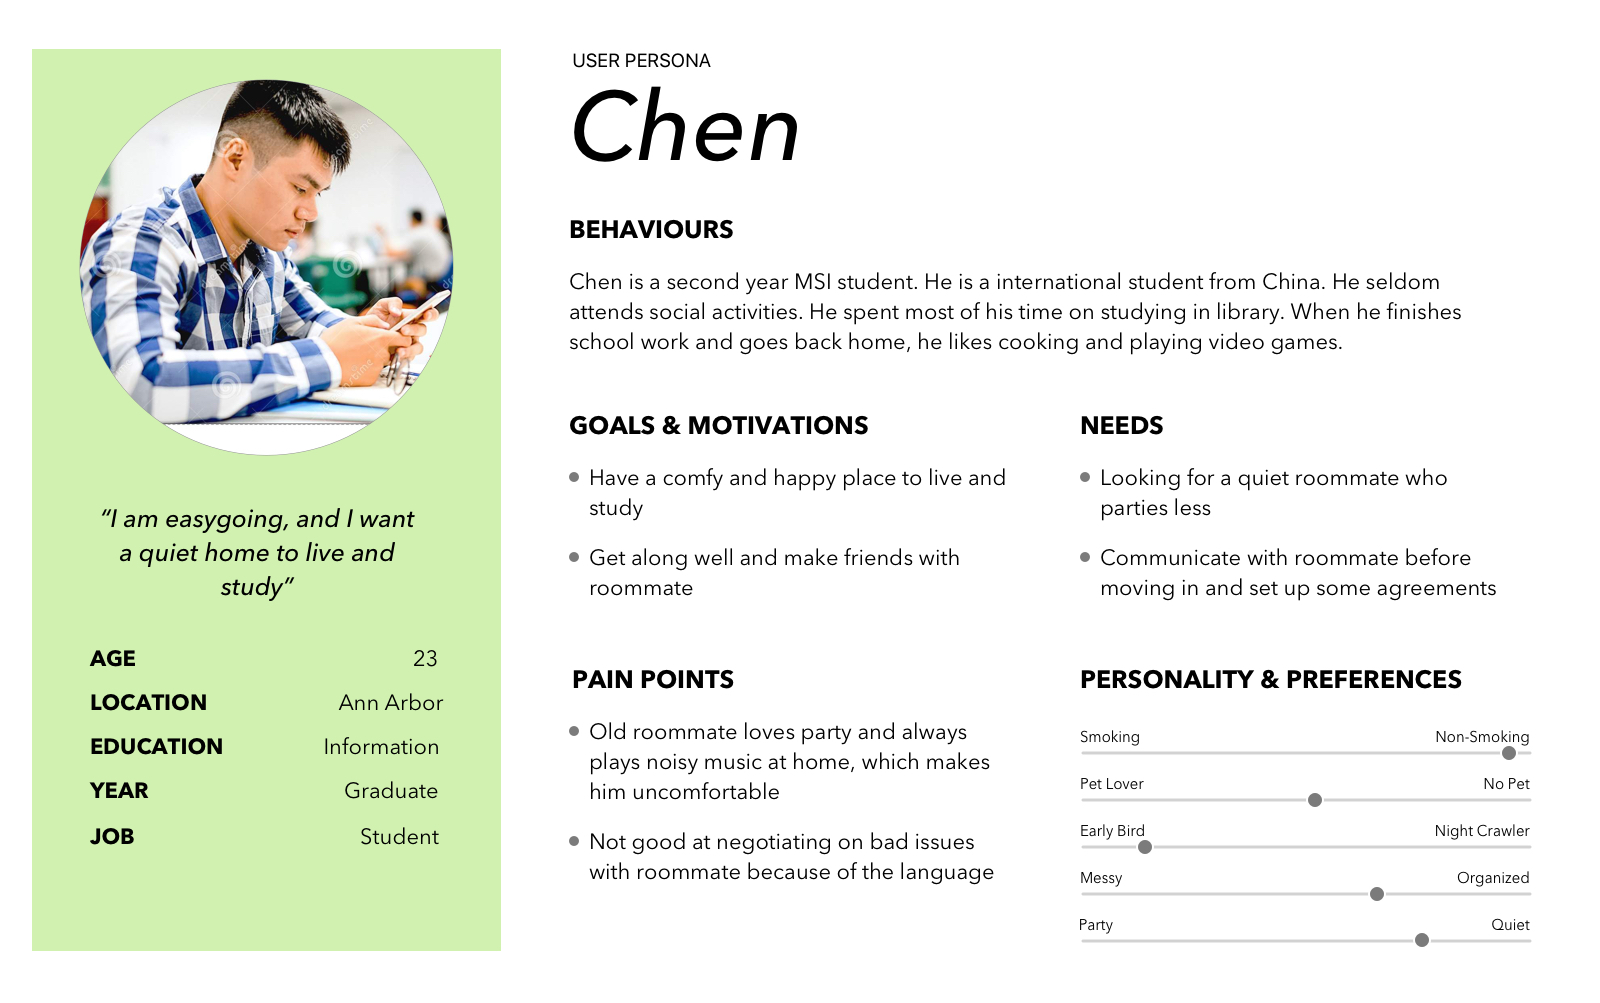 USER PERSONA
Chen
BEHAVIOURS
Chen is a second year MSI student. He is a international student from China. He seldom
attends social activities. He spent most of his time on studying in library. When he finishes
school work and goes back home, he likes cooking and playing video games.
GOALS & MOTIVATIONS
Have a comfy and happy place to live and
study
Get along well and make friends with
roommate
NEEDS
Looking for a quiet roommate who
parties less
Communicate with roommate before
moving in and set up some agreements
PAIN POINTS
Old roommate loves party and always
plays noisy music at home, which makes
him uncomfortable
Not good at negotiating on bad issues
with roommate because of the language
PERSONALITY & PREFERENCES
Smoking Non-Smoking
Pet Lover No Pet
Early Bird Night Crawler
Messy Organized
Party Quiet
“I am easygoing, and I want
a quiet home to live and
study”
AGE 23
LOCATION Ann Arbor
EDUCATION Information
YEAR Graduate
JOB Student